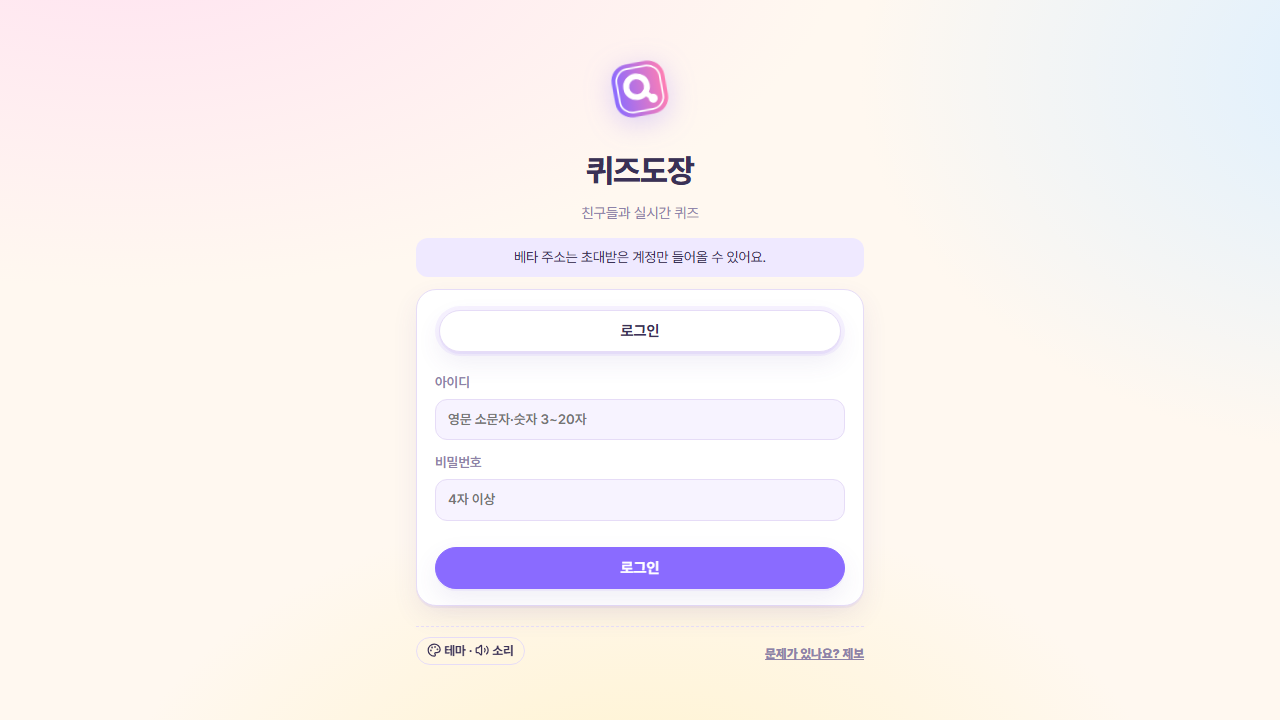 퀴즈도장
친구들과 실시간 퀴즈
베타 주소는 초대받은 계정만 들어올 수 있어요.
로그인
아이디
영문 소문자·숫자 3~20자
비밀번호
4자 이상
로그인
테마 · 소리
문제가 있나요? 제보